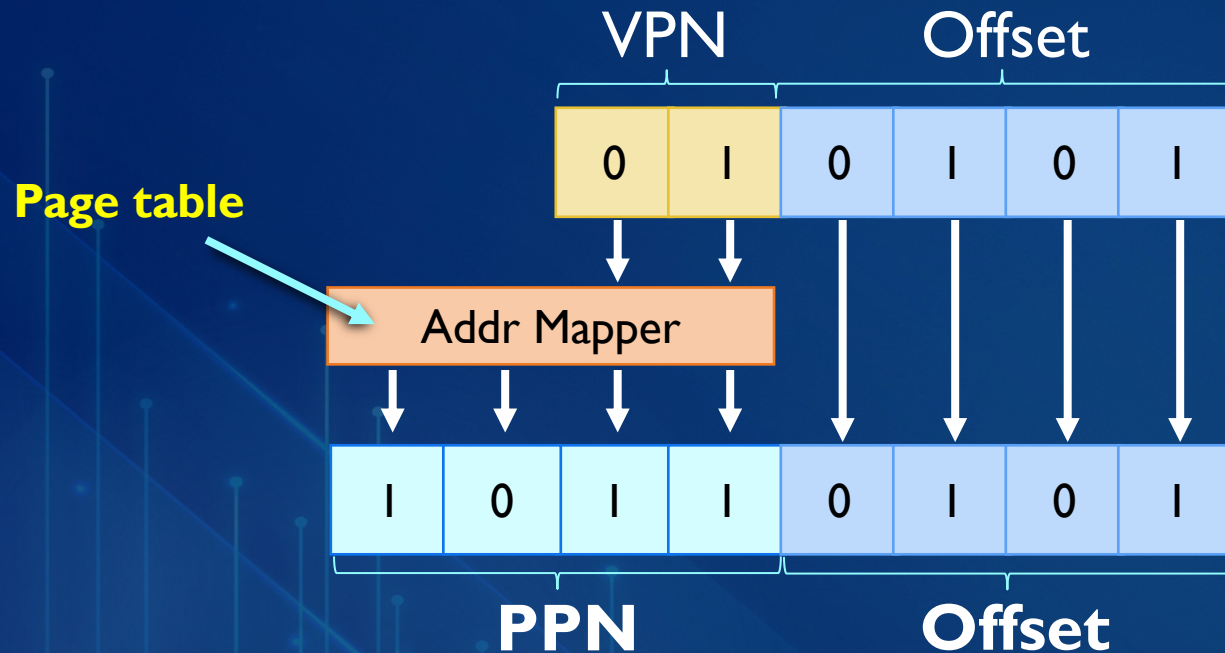 VPN Offset
0 1 0 1 0 1
Page table
Addr Mapper
1 0 1 1 0 1 0 1
PPN Offset